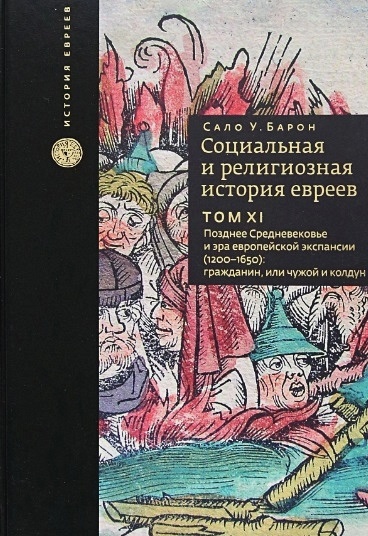 ИСТОРИЯ ЕВРЕЕВ
Сало У. Барон
Социальная
и религиозная
история евреев
ТОМ XI
Позднее Средневековье
и эра европейской экспансии
(1200–1650):
гражданин, или чужой и колдун